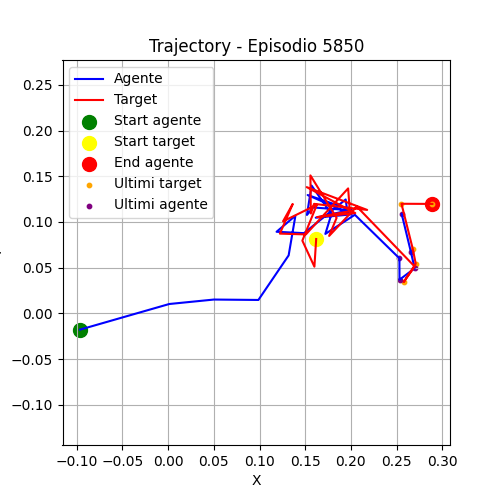 Trajectory - Episodio 5850
Agente
Target
Start agente
Start target
End agente
Ultimi target
Ultimi agente
0.25
0.20
0.15
0.10
0.05
0.00
−0.05
−0.10
−0.10 −0.05 0.00 0.05 0.10 0.15 0.20 0.25 0.30
X